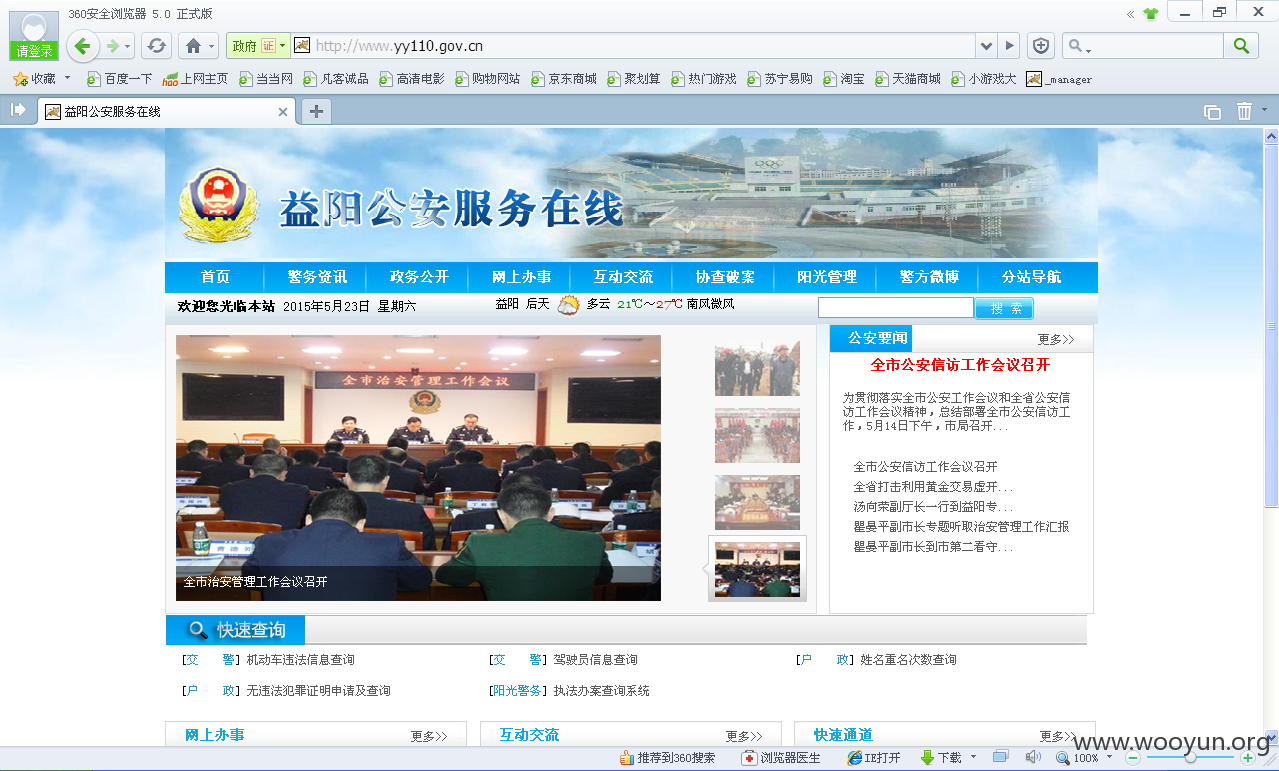 360安全浏览器 5.0 正式版
请登录
政府 证 http://www.yy110.gov.cn
收藏 百度一下 上网主页 当当网 凡客诚品 高清电影 购物网站 京东商城 聚划算 热门游戏 苏宁易购 淘宝 天猫商城 小游戏大 _manager
益阳公安服务在线
益阳公安服务在线
首页 警务资讯 政务公开 网上办事 互动交流 协查破案 阳光管理 警方微博 分站导航
欢迎您光临本站 2015年5月23日 星期六 益阳 后天 多云 21℃~27℃ 南风微风 搜 索
全市治安管理工作会议
全市治安管理工作会议召开
公安要闻 更多>>
全市公安信访工作会议召开
为贯彻落实全市公安工作会议和全省公安信
访工作会议精神，总结部署全市公安信访工
作，5月14日下午，市局召开...
全市公安信访工作会议召开
全省打击利用黄金交易虚开...
汤向荣副厅长一行到益阳专...
瞿晏平副市长专题听取治安管理工作汇报
瞿晏平副市长到市第二看守...
快速查询
[交 警] 机动车违法信息查询 [交 警] 驾驶员信息查询 [户 政] 姓名重名次数查询
[户 政] 无违法犯罪证明申请及查询 [阳光警务] 执法办案查询系统
网上办事 更多>> 互动交流 更多>> 快速通道 更多>>
www.wooyun.org
推荐到360搜索 浏览器医生 IE打开 下载 100%